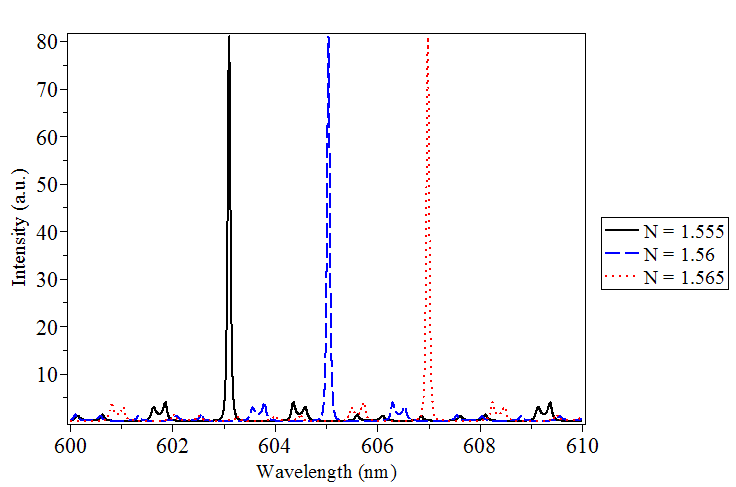 80
70
60
50
40
30
20
10
Intensity (a.u.)
600 602 604 606 608 610
Wavelength (nm)
N = 1.555
N = 1.56
N = 1.565